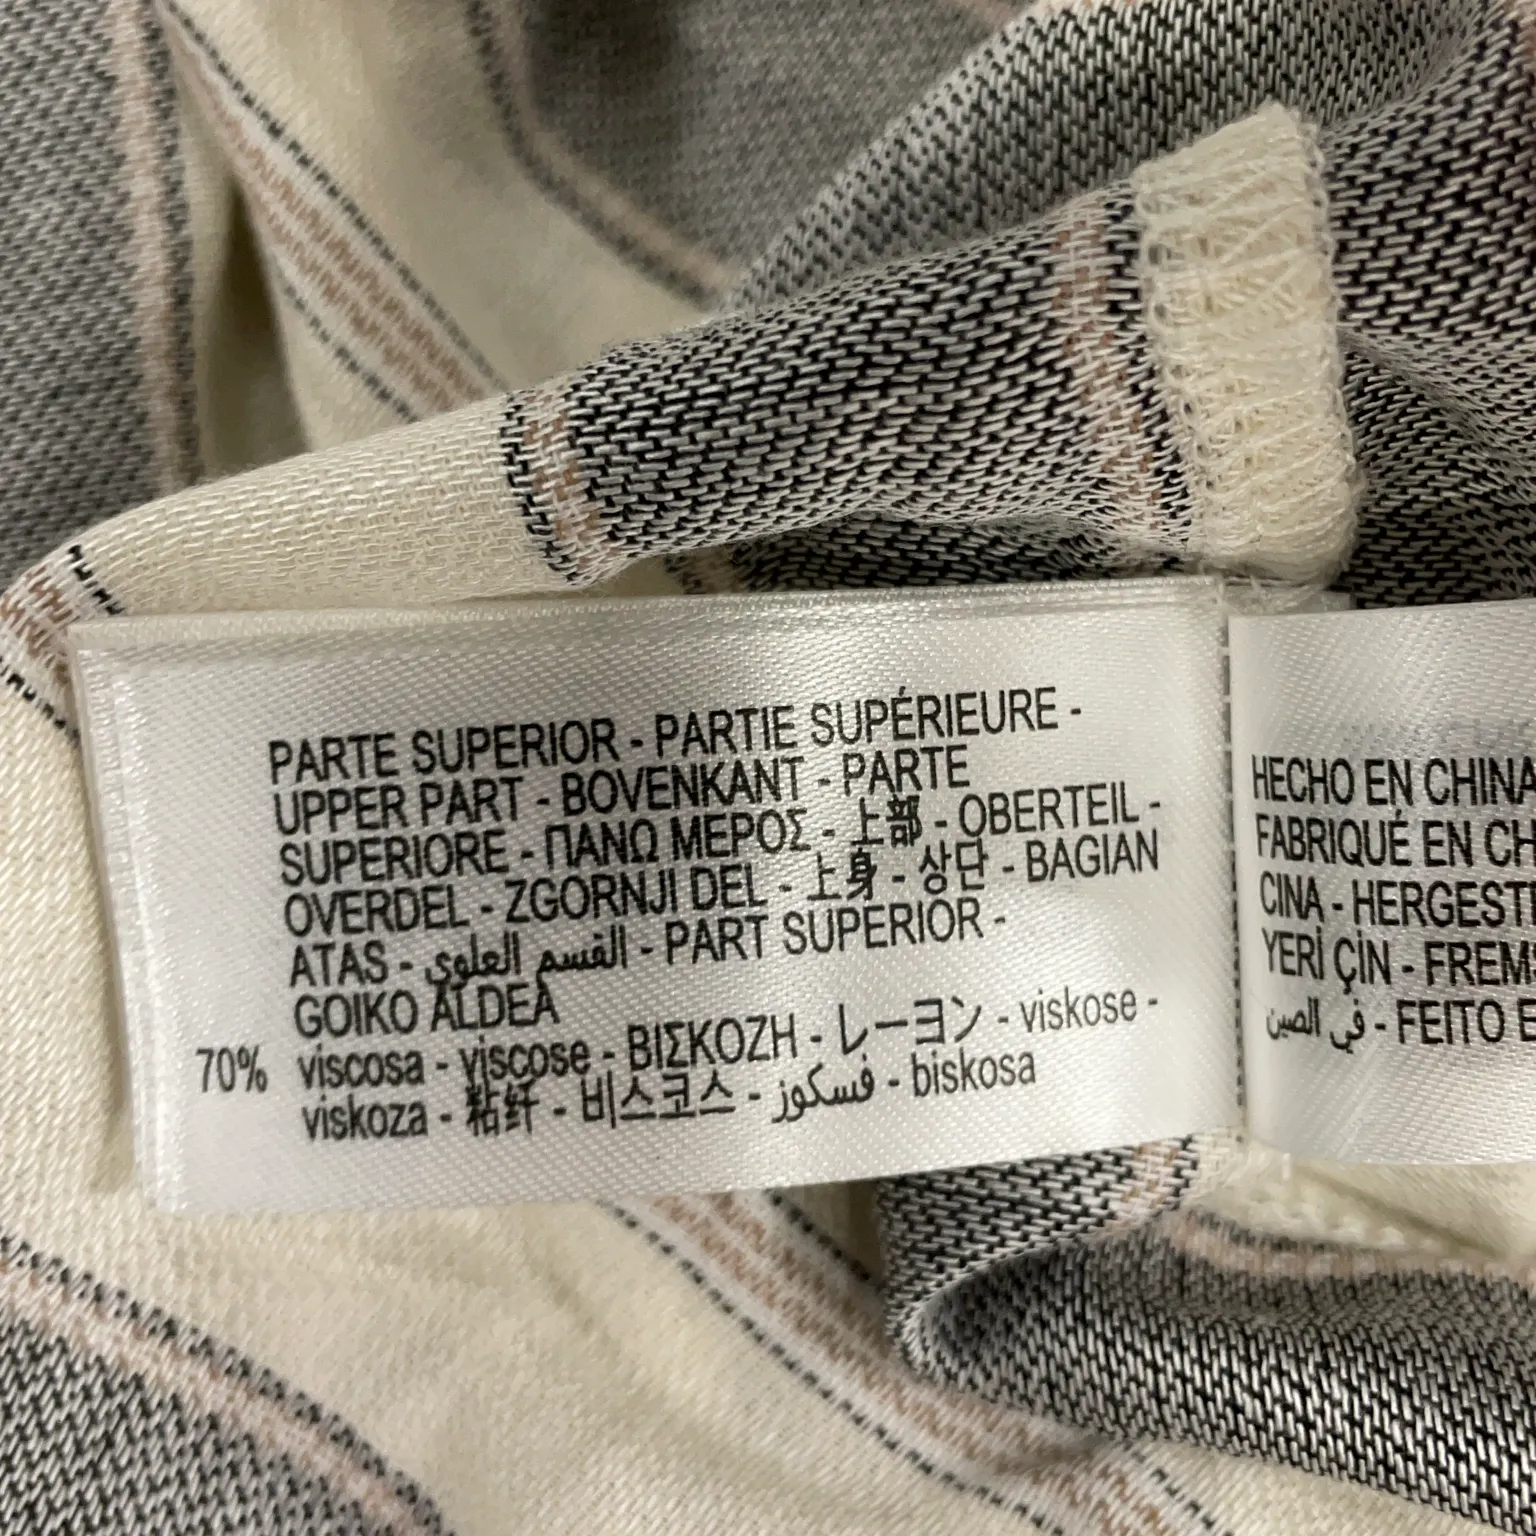 PARTE SUPERIOR - PARTIE SUPÉRIEURE -
UPPER PART - BOVENKANT - PARTE
SUPERIORE - ΠΑΝΩ ΜΕΡΟΣ - 上部 - OBERTEIL -
OVERDEL - ZGORNJI DEL - 上身 - 상단 - BAGIAN
ATAS - القسم العلوي - PART SUPERIOR -
GOIKO ALDEA
70% viscosa - viscose - ΒΙΣΚΟΖΗ - レーヨン - viskose -
viskoza - 粘纤 - 비스코스 - فسكوز - biskosa
HECHO EN CHINA
FABRIQUÉ EN CH
CINA - HERGESTE
YERİ ÇİN - FREMS
في الصين - FEITO E